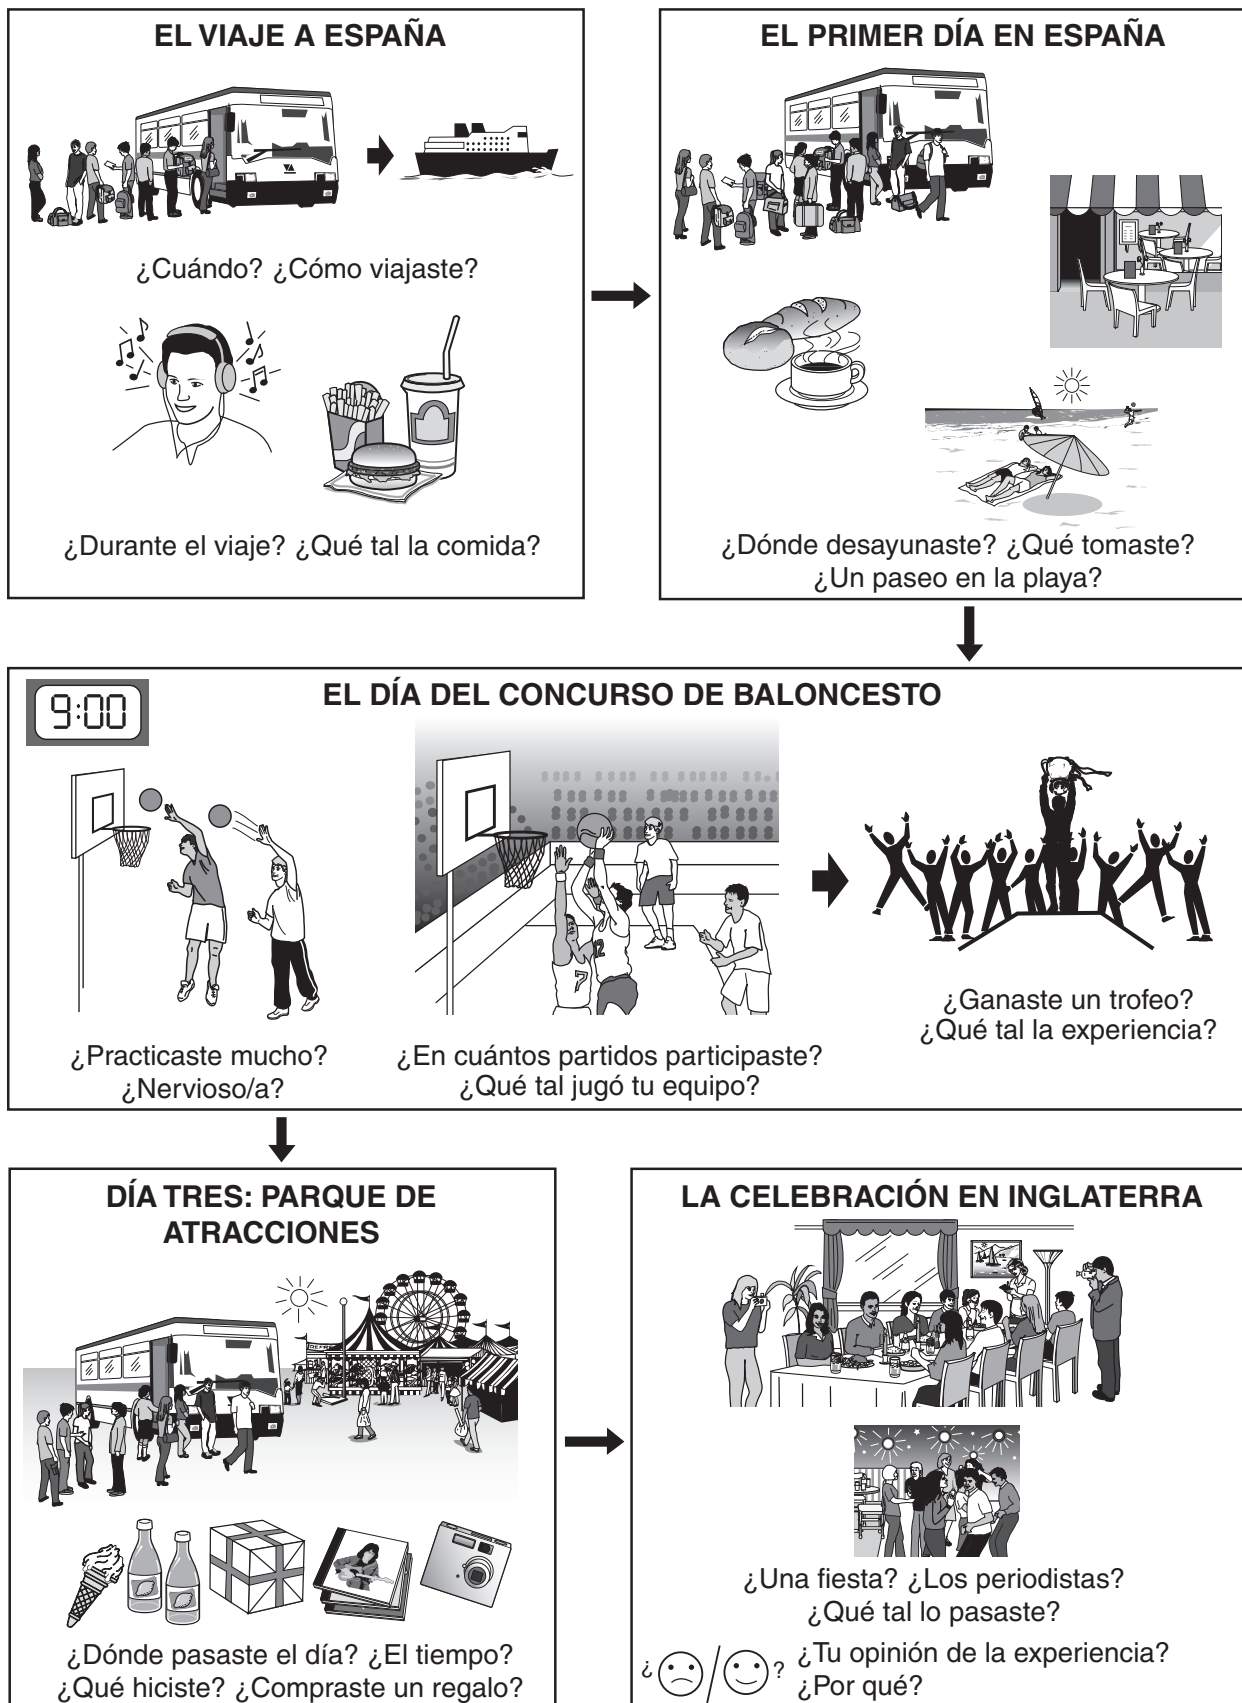 EL VIAJE A ESPAÑA
¿Cuándo? ¿Cómo viajaste?
¿Durante el viaje? ¿Qué tal la comida?
EL PRIMER DÍA EN ESPAÑA
¿Dónde desayunaste? ¿Qué tomaste?
¿Un paseo en la playa?
EL DÍA DEL CONCURSO DE BALONCESTO
9:00
7
12
¿Practicaste mucho?
¿Nervioso/a?
¿En cuántos partidos participaste?
¿Qué tal jugó tu equipo?
¿Ganaste un trofeo?
¿Qué tal la experiencia?
DÍA TRES: PARQUE DE
ATRACCIONES
¿Dónde pasaste el día? ¿El tiempo?
¿Qué hiciste? ¿Compraste un regalo?
LA CELEBRACIÓN EN INGLATERRA
¿Una fiesta? ¿Los periodistas?
¿Qué tal lo pasaste?
¿ / ?
¿Tu opinión de la experiencia?
¿Por qué?